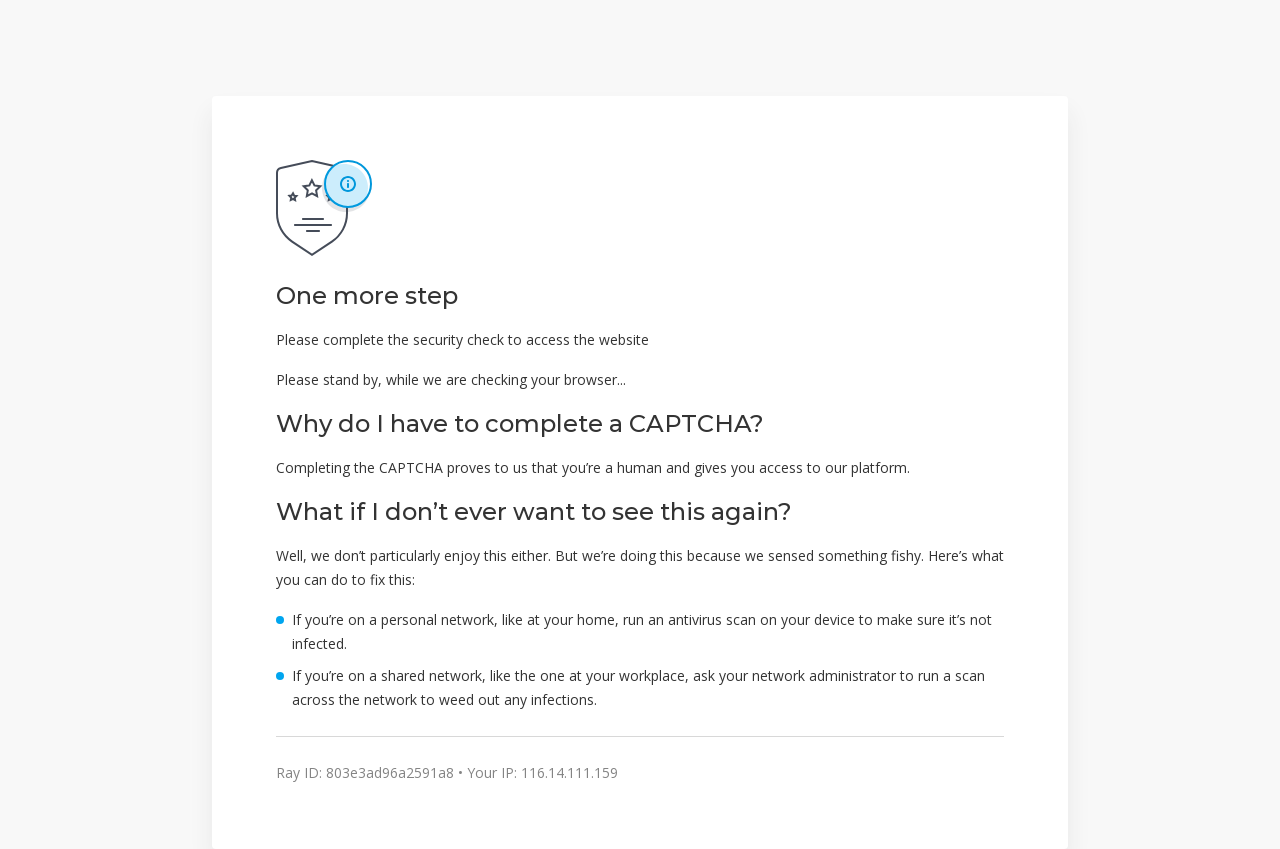 One more step
Please complete the security check to access the website
Please stand by, while we are checking your browser...
Why do I have to complete a CAPTCHA?
Completing the CAPTCHA proves to us that you’re a human and gives you access to our platform.
What if I don’t ever want to see this again?
Well, we don’t particularly enjoy this either. But we’re doing this because we sensed something fishy. Here’s what
you can do to fix this:
If you’re on a personal network, like at your home, run an antivirus scan on your device to make sure it’s not
infected.
If you’re on a shared network, like the one at your workplace, ask your network administrator to run a scan
across the network to weed out any infections.
Ray ID: 803e3ad96a2591a8 • Your IP: 116.14.111.159